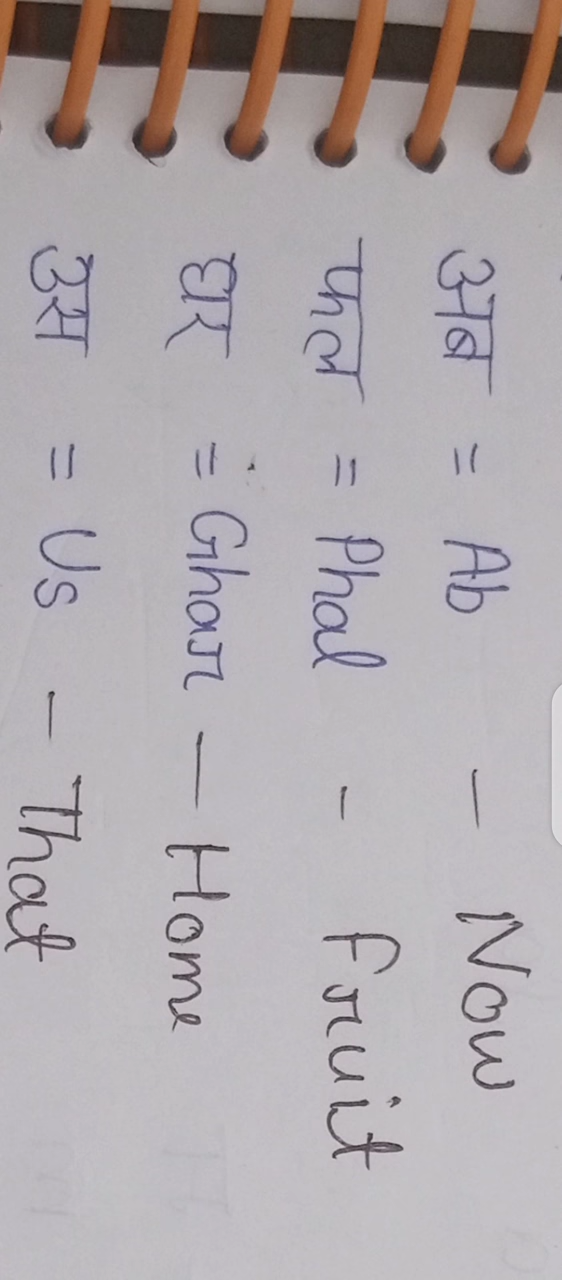 अब = Ab - Now
फल = Phal - Fruit
घर = Ghar - Home
उस = Us - That